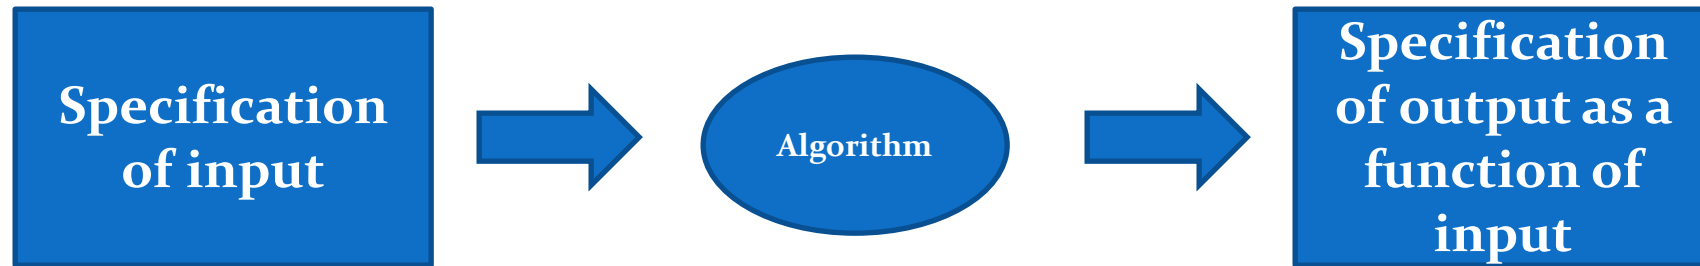 Specification
of input
Algorithm
Specification
of output as a
function of
input